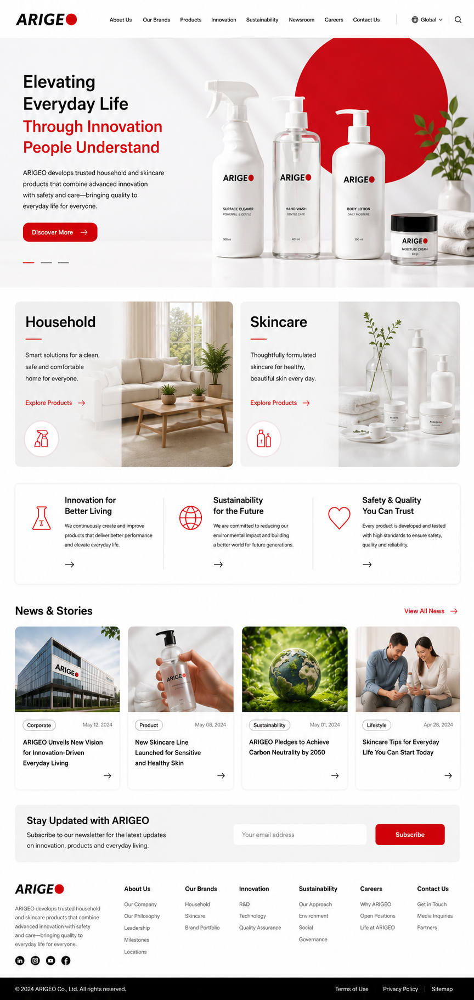 ARIGEO
About Us
Our Brands
Products
Innovation
Sustainability
Newsroom
Careers
Contact Us
Global
Elevating
Everyday Life
Through Innovation
People Understand
ARIGEO develops trusted household and skincare
products that combine advanced innovation
with safety and care—bringing quality to
everyday life for everyone.
Discover More
ARIGEO
SURFACE CLEANER
POWERFUL & GENTLE
500 ml
ARIGEO
HAND WASH
GENTLE CARE
400 ml
ARIGEO
BODY LOTION
DAILY MOISTURE
300 ml
ARIGEO
MOISTURE CREAM
50 g
Household
Smart solutions for a clean,
safe and comfortable
home for everyone.
Explore Products
Skincare
Thoughtfully formulated
skincare for healthy,
beautiful skin every day.
Explore Products
Innovation for
Better Living
We continuously create and improve
products that deliver better performance
and elevate everyday life.
Sustainability
for the Future
We are committed to reducing our
environmental impact and building
a better world for future generations.
Safety & Quality
You Can Trust
Every product is developed and tested
with high standards to ensure safety,
quality and reliability.
News & Stories
View All News
ARIGEO
Corporate
May 12, 2024
ARIGEO Unveils New Vision
for Innovation-Driven
Everyday Living
ARIGEO
Product
May 08, 2024
New Skincare Line
Launched for Sensitive
and Healthy Skin
Sustainability
May 01, 2024
ARIGEO Pledges to Achieve
Carbon Neutrality by 2050
Lifestyle
Apr 28, 2024
Skincare Tips for Everyday
Life You Can Start Today
Stay Updated with ARIGEO
Subscribe to our newsletter for the latest updates
on innovation, products and everyday living.
Your email address
Subscribe
ARIGEO
ARIGEO develops trusted household
and skincare products that combine
advanced innovation with safety
and care—bringing quality to
everyday life for everyone.
About Us
Our Company
Our Philosophy
Leadership
Milestones
Locations
Our Brands
Household
Skincare
Brand Portfolio
Innovation
R&D
Technology
Quality Assurance
Sustainability
Our Approach
Environment
Social
Governance
Careers
Why ARIGEO
Open Positions
Life at ARIGEO
Contact Us
Get in Touch
Media Inquiries
Partners
© 2024 ARIGEO Co., Ltd. All rights reserved.
Terms of Use
Privacy Policy
Sitemap